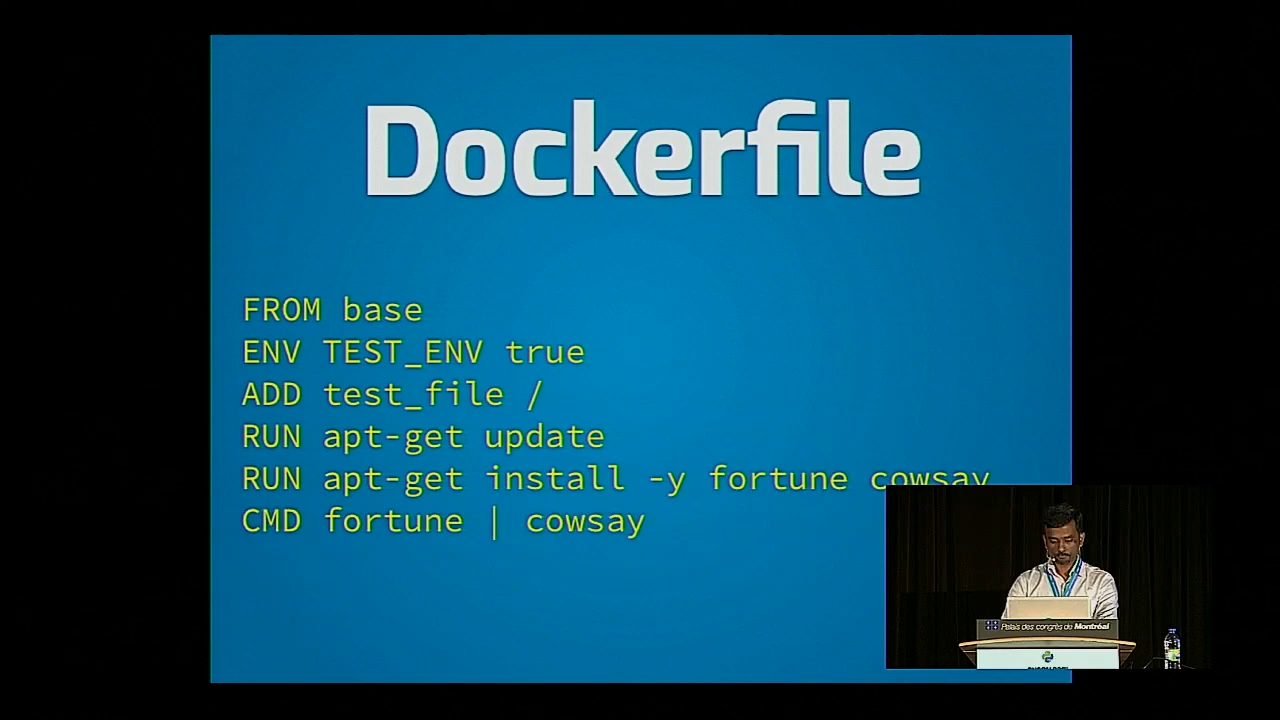 Dockerfile
FROM base
ENV TEST_ENV true
ADD test_file /
RUN apt-get update
RUN apt-get install -y fortune cowsay
CMD fortune | cowsay
Palais des congrès de Montréal